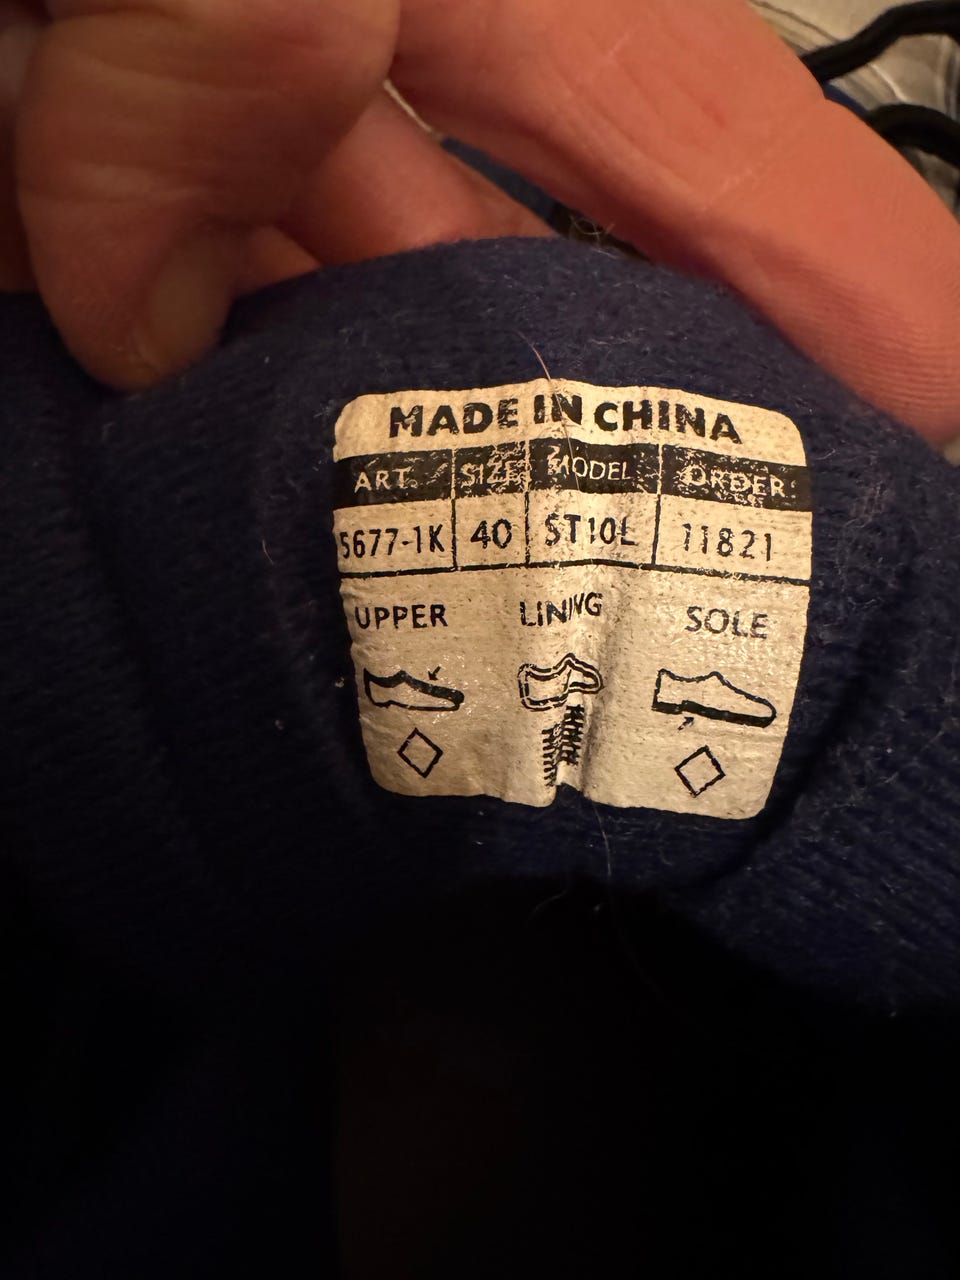 MADE IN CHINA
ART. SIZE MODEL ORDER
5677-1K 40 ST10L 11821
UPPER LINING SOLE